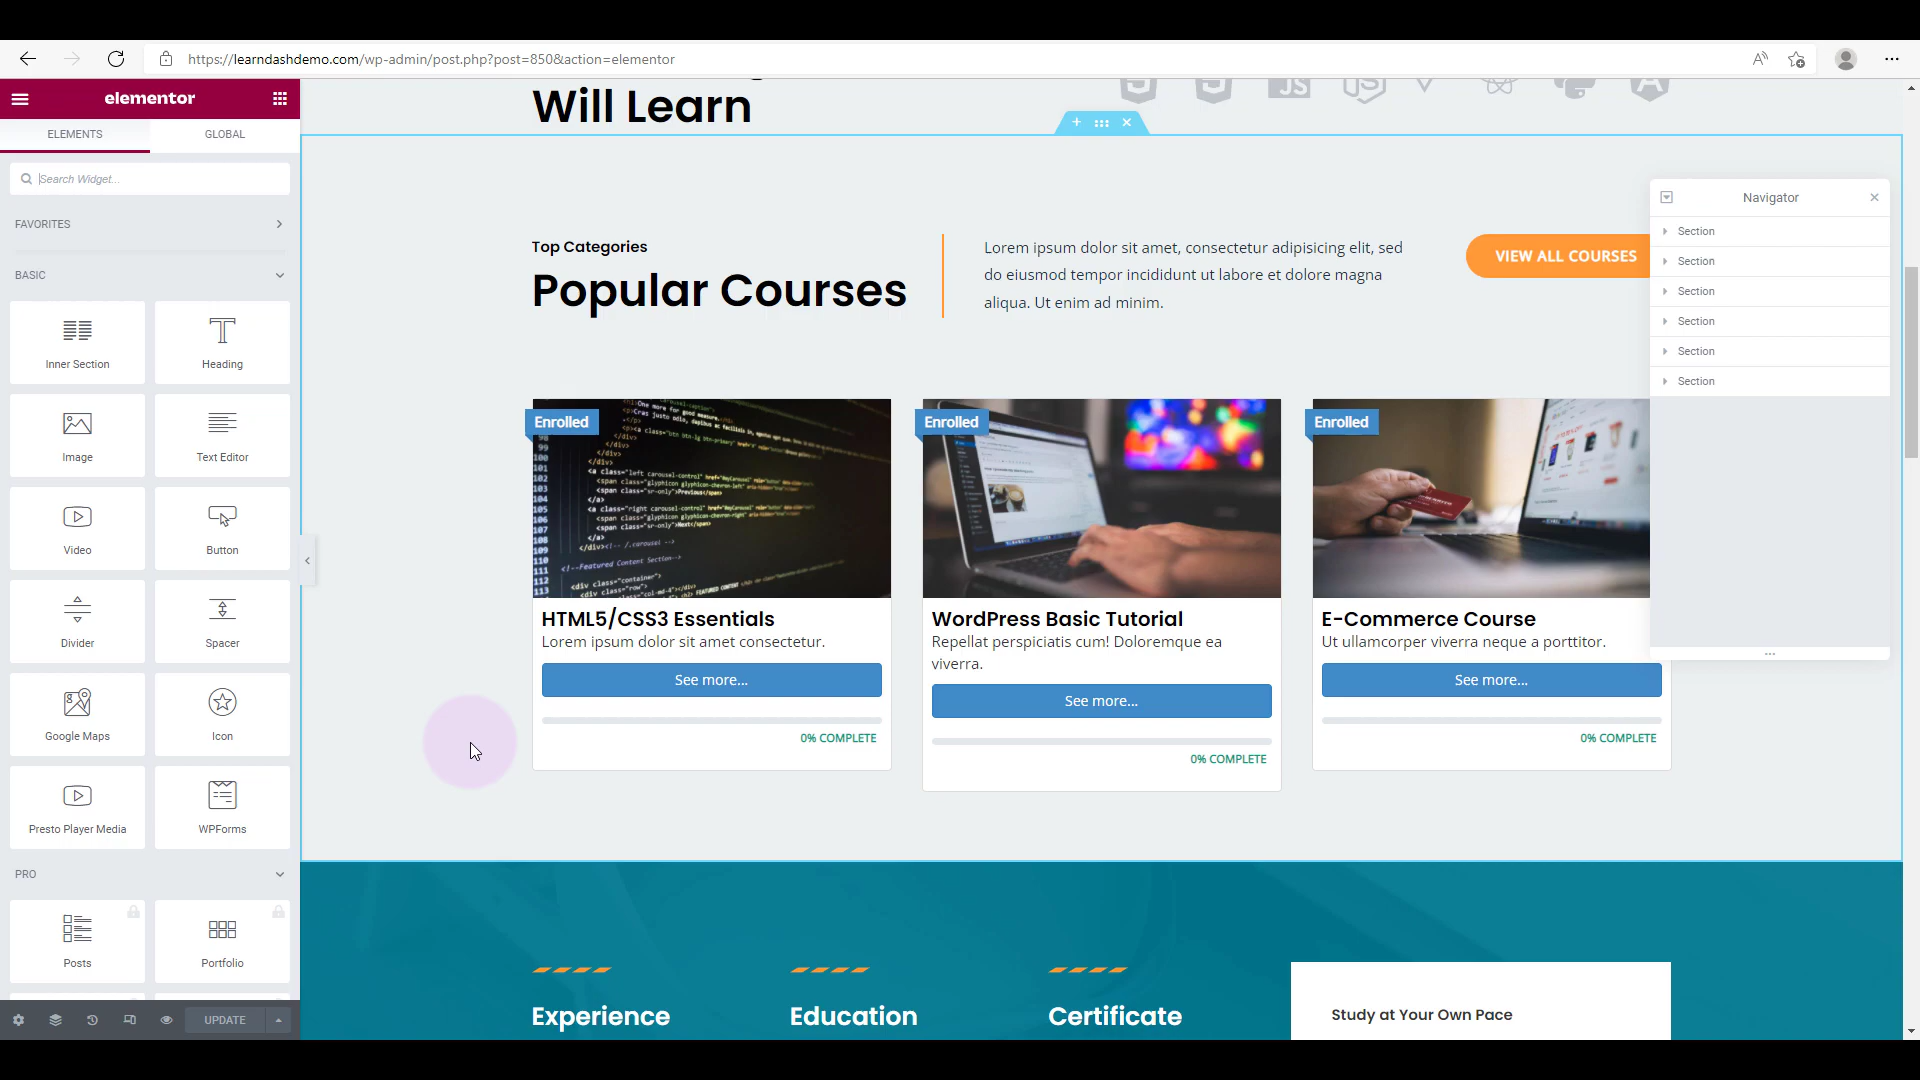 https://learndashdemo.com/wp-admin/post.php?post=850&action=elementor
elementor
ELEMENTS
GLOBAL
Search Widget...
FAVORITES
BASIC
Inner Section
Heading
Image
Text Editor
Video
Button
Divider
Spacer
Google Maps
Icon
Presto Player Media
WPForms
PRO
Posts
Portfolio
UPDATE
Will Learn
JS
Top Categories
Popular Courses
Lorem ipsum dolor sit amet, consectetur adipisicing elit, sed
do eiusmod tempor incididunt ut labore et dolore magna
aliqua. Ut enim ad minim.
VIEW ALL COURSES
Navigator
Section
Section
Section
Section
Section
Section
Enrolled
HTML5/CSS3 Essentials
Lorem ipsum dolor sit amet consectetur.
See more...
0% COMPLETE
Enrolled
WordPress Basic Tutorial
Repellat perspiciatis cum! Doloremque ea
viverra.
See more...
0% COMPLETE
Enrolled
E-Commerce Course
Ut ullamcorper viverra neque a porttitor.
See more...
0% COMPLETE
Experience
Education
Certificate
Study at Your Own Pace